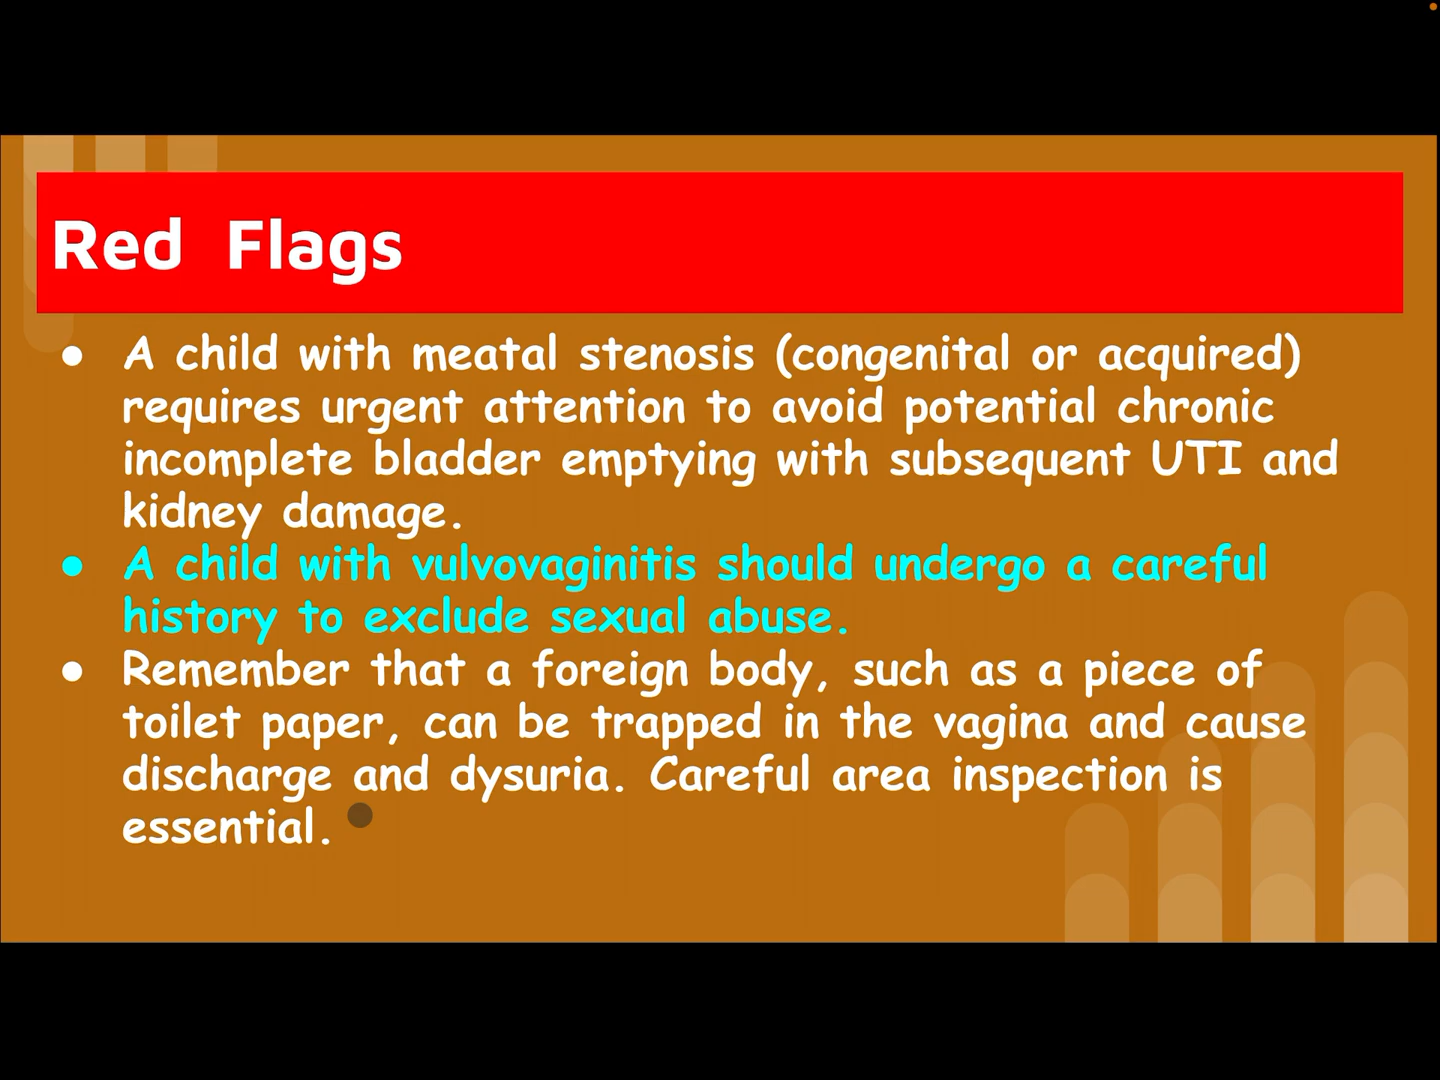 Red Flags
● A child with meatal stenosis (congenital or acquired)
requires urgent attention to avoid potential chronic
incomplete bladder emptying with subsequent UTI and
kidney damage.
● A child with vulvovaginitis should undergo a careful
history to exclude sexual abuse.
● Remember that a foreign body, such as a piece of
toilet paper, can be trapped in the vagina and cause
discharge and dysuria. Careful area inspection is
essential.